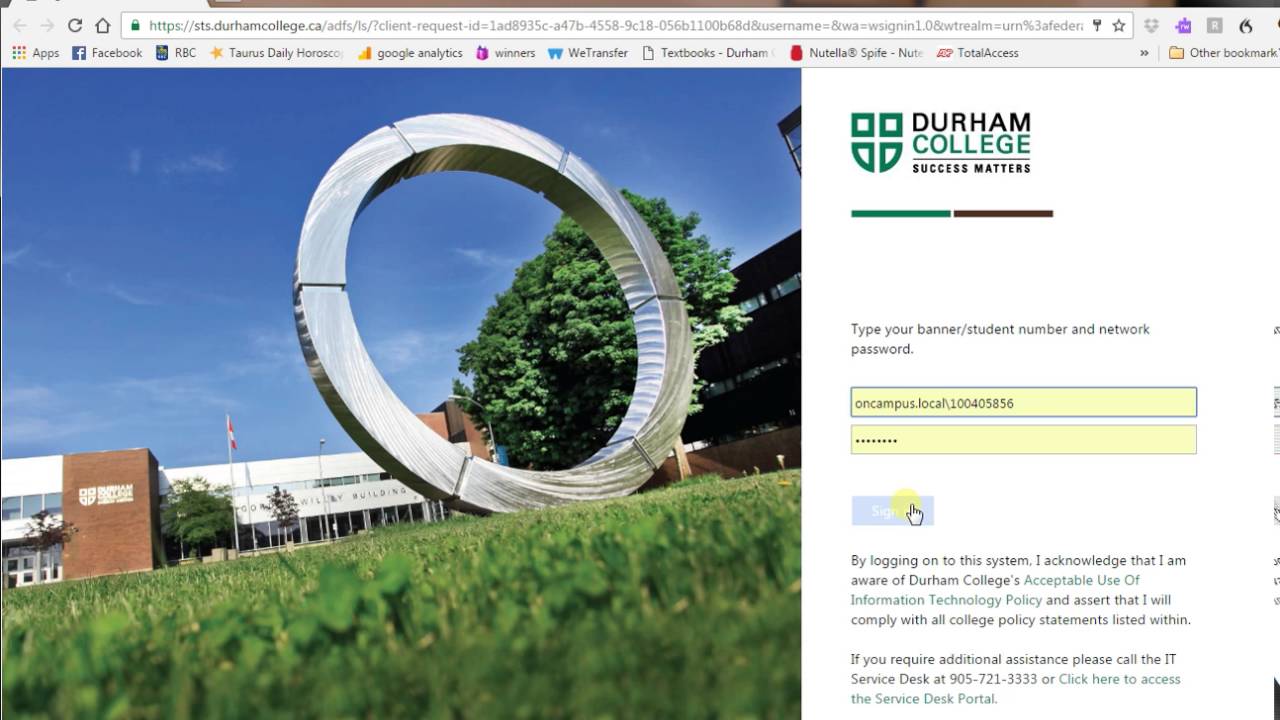 https://sts.durhamcollege.ca/adfs/ls/?client-request-id=1ad8935c-a47b-4558-9c18-056b1100b68d&username=&wa=wsignin1.0&wtrealm=urn%3afedera
Apps Facebook RBC Taurus Daily Horosco google analytics winners WeTransfer Textbooks - Durham Nutella® Spife - Nute ADP TotalAccess » Other bookmark
DURHAM
COLLEGE
SUCCESS MATTERS
Type your banner/student number and network
password.
oncampus.local\100405856
••••••••
Sig
By logging on to this system, I acknowledge that I am
aware of Durham College's Acceptable Use Of
Information Technology Policy and assert that I will
comply with all college policy statements listed within.
If you require additional assistance please call the IT
Service Desk at 905-721-3333 or Click here to access
the Service Desk Portal.
DURHAM
COLLEGE
WILLEY BUILDING